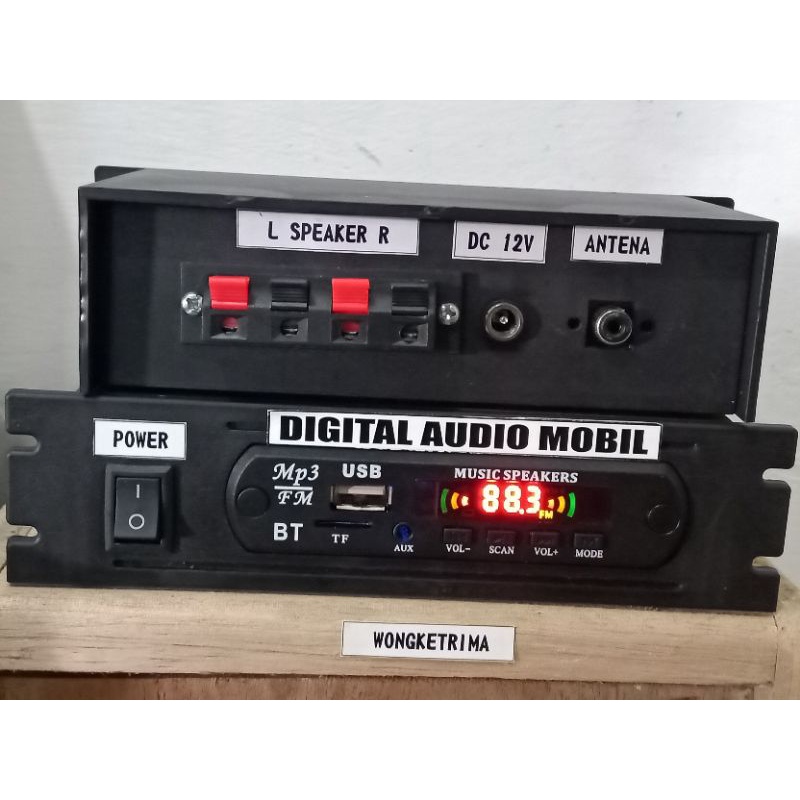 L SPEAKER R
DC 12V
ANTENA
DIGITAL AUDIO MOBIL
POWER
Mp3
FM
USB
MUSIC SPEAKERS
88.3
FM
BT
TF
AUX
VOL-
SCAN
VOL+
MODE
WONGKETRIMA